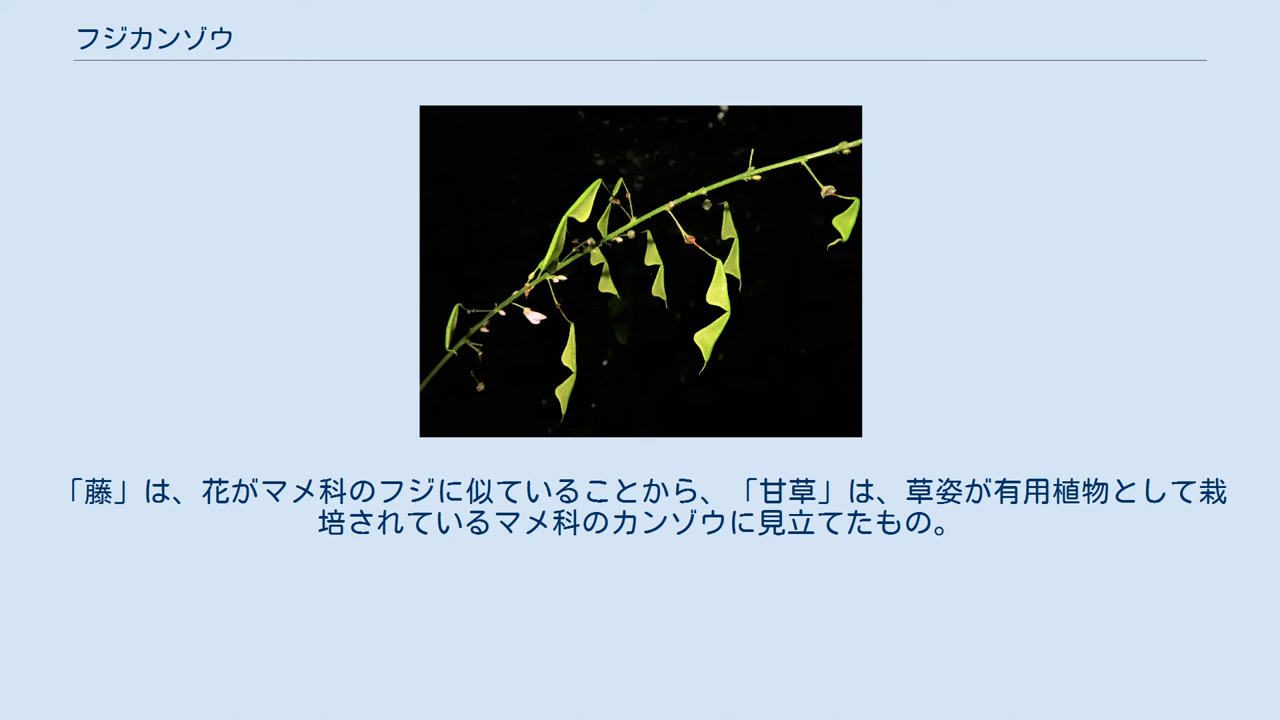 フジカンゾウ
「藤」は、花がマメ科のフジに似ていることから、「甘草」は、草姿が有用植物として栽
培されているマメ科のカンゾウに見立てたもの。